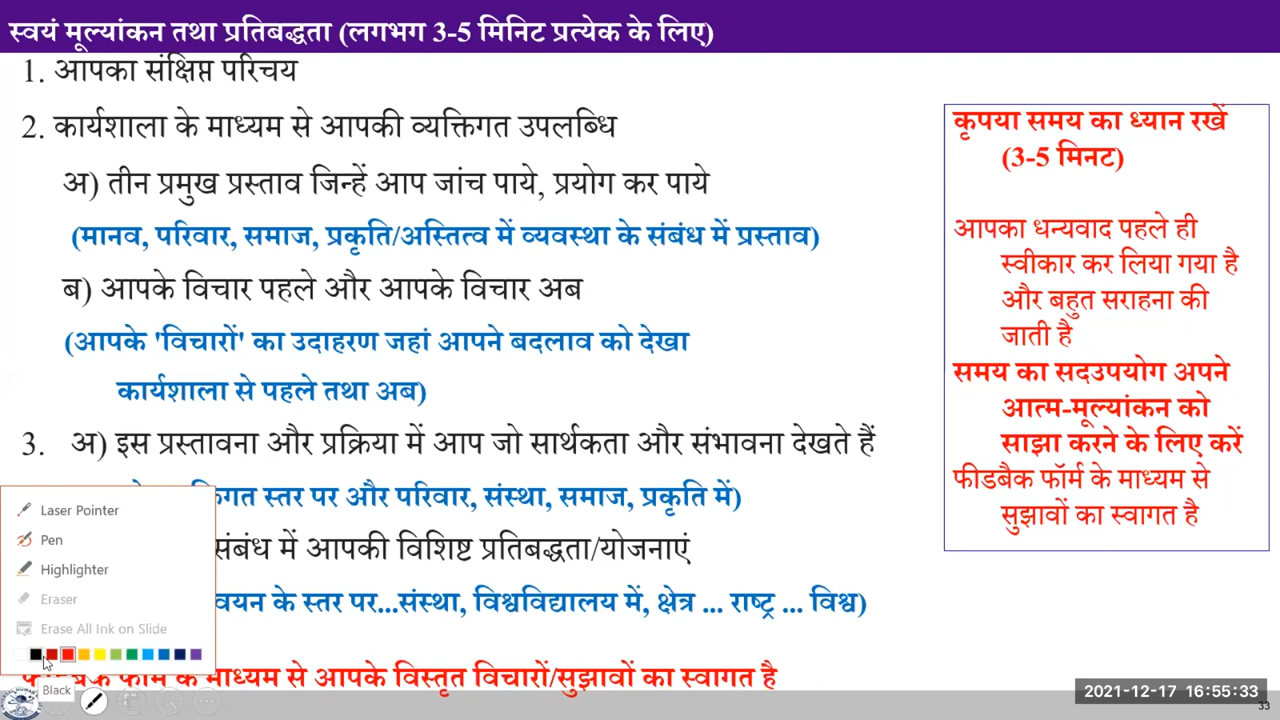 स्वयं मूल्यांकन तथा प्रतिबद्धता (लगभग 3-5 मिनिट प्रत्येक के लिए)
1. आपका संक्षिप्त परिचय
2. कार्यशाला के माध्यम से आपकी व्यक्तिगत उपलब्धि
अ) तीन प्रमुख प्रस्ताव जिन्हें आप जांच पाये, प्रयोग कर पाये
(मानव, परिवार, समाज, प्रकृति/अस्तित्व में व्यवस्था के संबंध में प्रस्ताव)
ब) आपके विचार पहले और आपके विचार अब
(आपके 'विचारों' का उदाहरण जहां आपने बदलाव को देखा
कार्यशाला से पहले तथा अब)
3. अ) इस प्रस्तावना और प्रक्रिया में आप जो सार्थकता और संभावना देखते हैं
स्तर पर और परिवार, संस्था, समाज, प्रकृति में)
संबंध में आपकी विशिष्ट प्रतिबद्धता/योजनाएं
के स्तर पर...संस्था, विश्वविद्यालय में, क्षेत्र ... राष्ट्र ... विश्व)
के माध्यम से आपके विस्तृत विचारों/सुझावों का स्वागत है
कृपया समय का ध्यान रखें
(3-5 मिनट)
आपका धन्यवाद पहले ही
स्वीकार कर लिया गया है
और बहुत सराहना की
जाती है
समय का सदउपयोग अपने
आत्म-मूल्यांकन को
साझा करने के लिए करें
फीडबैक फॉर्म के माध्यम से
सुझावों का स्वागत है
Laser Pointer
Pen
Highlighter
Eraser
Erase All Ink on Slide
Black
2021-12-17 16:55:33
33